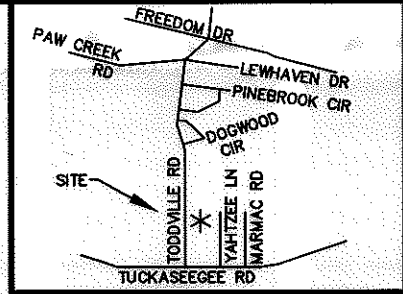 FREEDOM DR
PAW CREEK
RD
LEWHAVEN DR
PINEBROOK CIR
DOGWOOD
CIR
SITE
TODDVILLE RD
YAHTZEE LN
MARMAC RD
TUCKASEEGEE RD